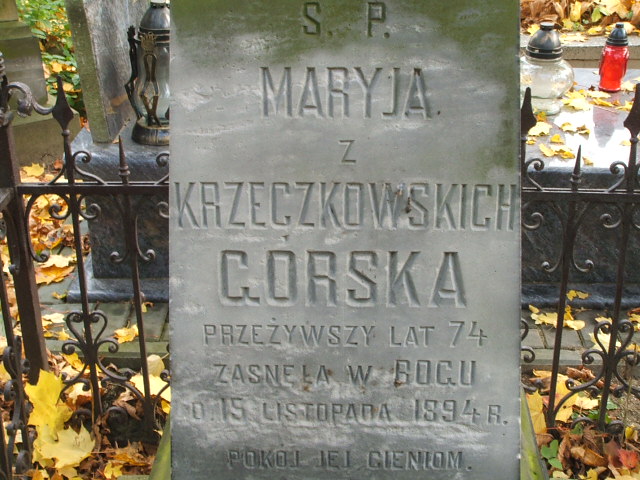 Ś. P.
MARYJA
Z
KRZECZKOWSKICH
GÓRSKA
PRZEŻYWSZY LAT 74
ZASNĘŁA W BOGU
D. 15 LISTOPADA 1894 R.
POKÓJ JEJ CIENIOM.